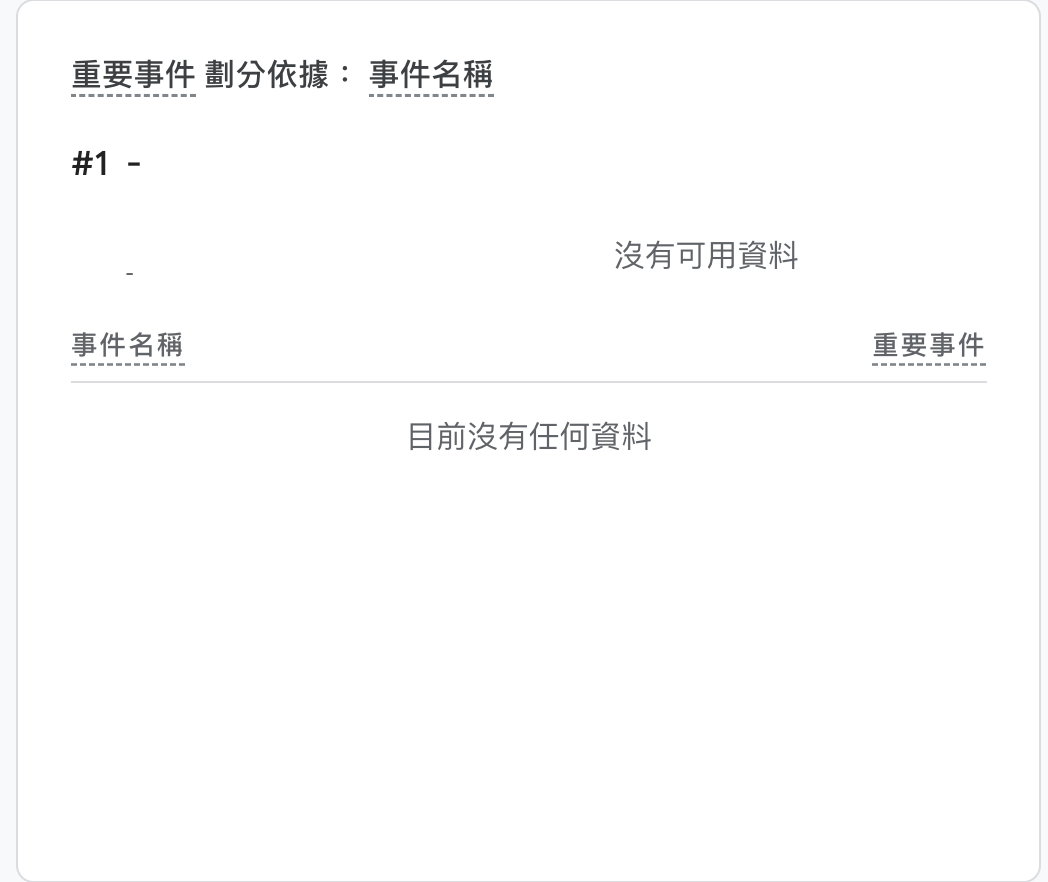 重要事件 劃分依據： 事件名稱
#1 -
-
沒有可用資料
事件名稱 重要事件
目前沒有任何資料